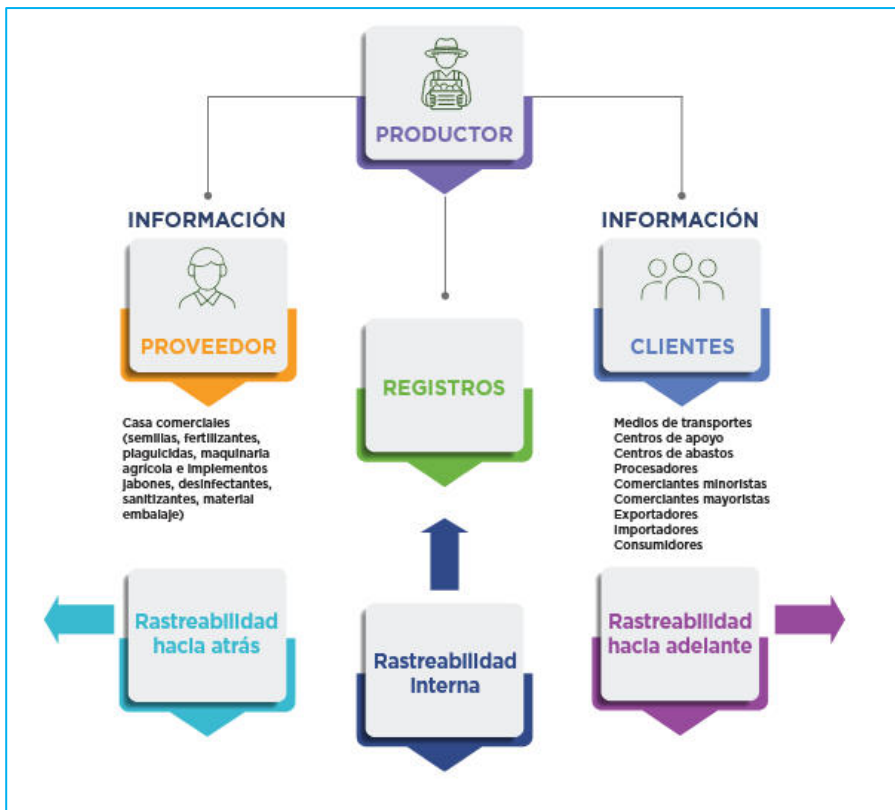 PRODUCTOR
INFORMACIÓN
PROVEEDOR
Casa comerciales
(semillas, fertilizantes,
plaguicidas, maquinaria
agrícola e implementos
jabones, desinfectantes,
sanitizantes, material
embalaje)
REGISTROS
INFORMACIÓN
CLIENTES
Medios de transportes
Centros de apoyo
Centros de abastos
Procesadores
Comerciantes minoristas
Comerciantes mayoristas
Exportadores
Importadores
Consumidores
Rastreabilidad
hacia atrás
Rastreabilidad
Interna
Rastreabilidad
hacia adelante